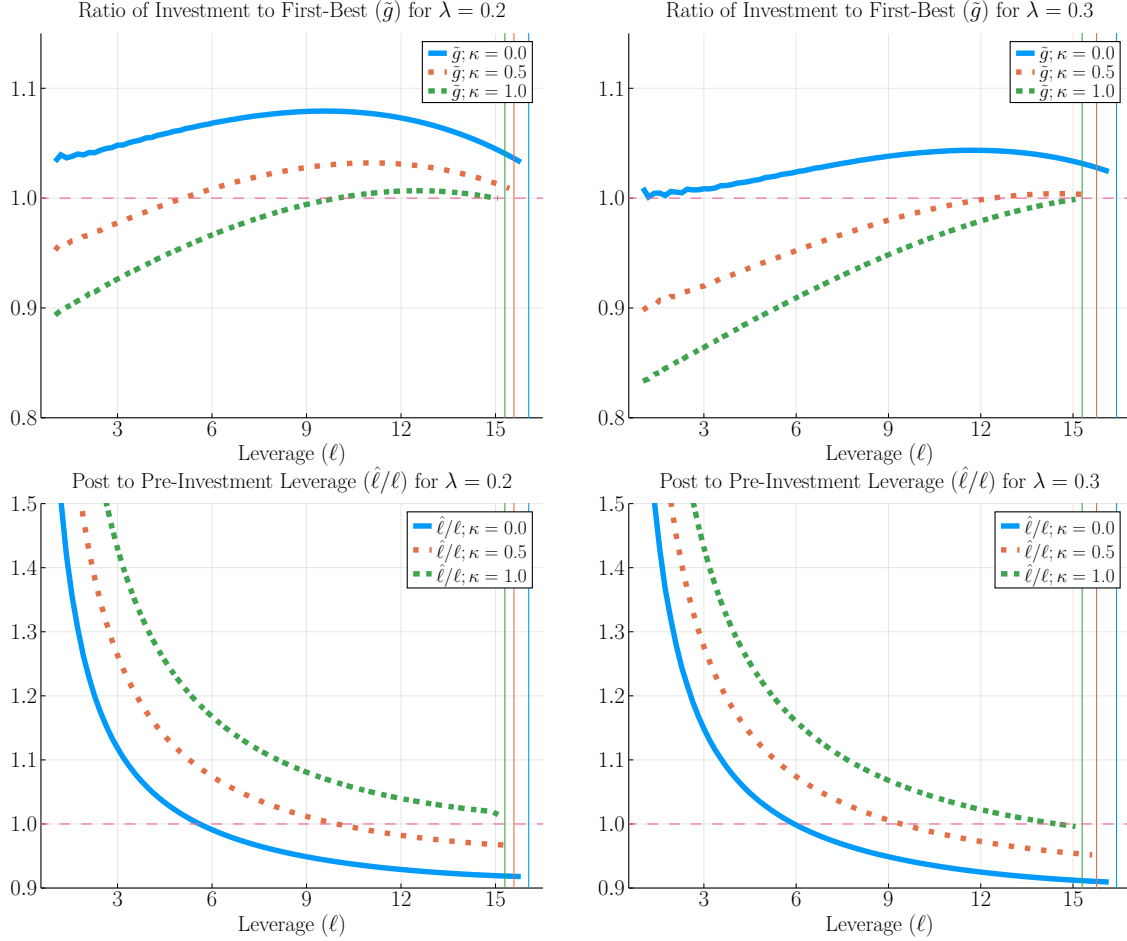 Ratio of Investment to First-Best (g̃) for λ = 0.2
g̃; κ = 0.0
g̃; κ = 0.5
g̃; κ = 1.0
1.1
1.0
0.9
0.8
3 6 9 12 15
Leverage (ℓ)
Ratio of Investment to First-Best (g̃) for λ = 0.3
g̃; κ = 0.0
g̃; κ = 0.5
g̃; κ = 1.0
1.1
1.0
0.9
0.8
3 6 9 12 15
Leverage (ℓ)
Post to Pre-Investment Leverage (ℓ̂/ℓ) for λ = 0.2
ℓ̂/ℓ; κ = 0.0
ℓ̂/ℓ; κ = 0.5
ℓ̂/ℓ; κ = 1.0
1.5
1.4
1.3
1.2
1.1
1.0
0.9
3 6 9 12 15
Leverage (ℓ)
Post to Pre-Investment Leverage (ℓ̂/ℓ) for λ = 0.3
ℓ̂/ℓ; κ = 0.0
ℓ̂/ℓ; κ = 0.5
ℓ̂/ℓ; κ = 1.0
1.5
1.4
1.3
1.2
1.1
1.0
0.9
3 6 9 12 15
Leverage (ℓ)